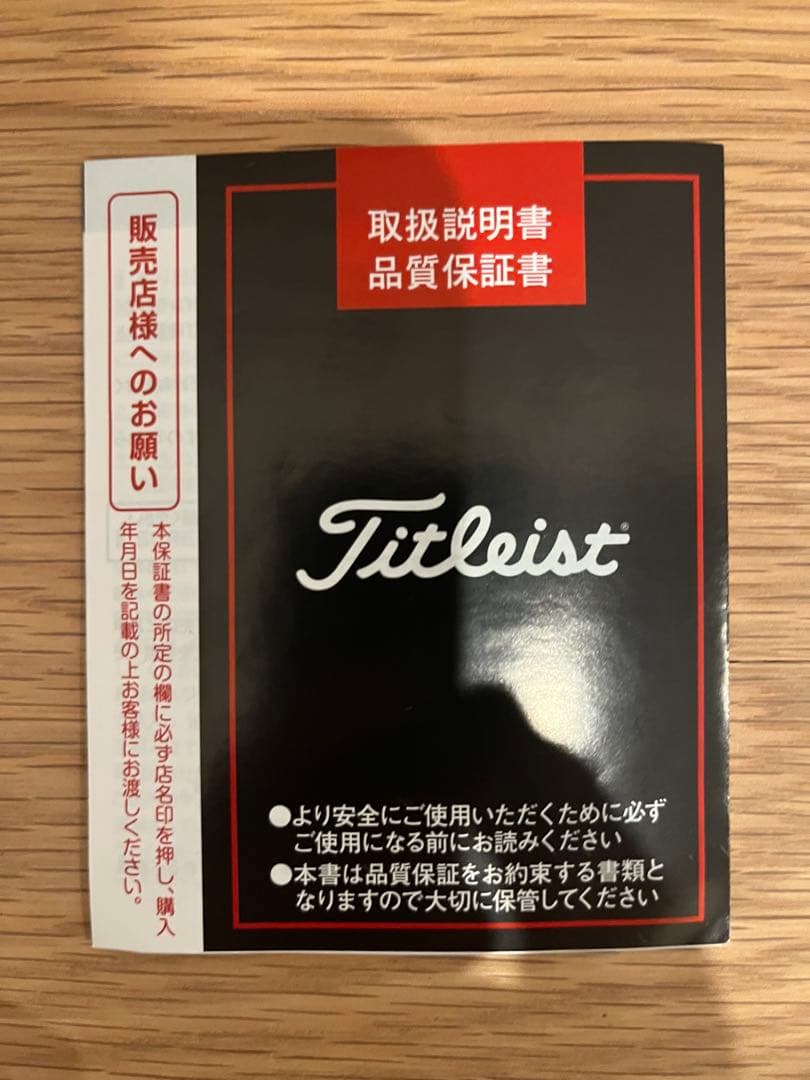 取扱説明書
品質保証書
Titleist®
●より安全にご使用いただくために必ず
ご使用になる前にお読みください
●本書は品質保証をお約束する書類と
なりますので大切に保管してください
販売店様へのお願い
本保証書の所定の欄に必ず店名印を押し、購入
年月日を記載の上お客様にお渡しください。